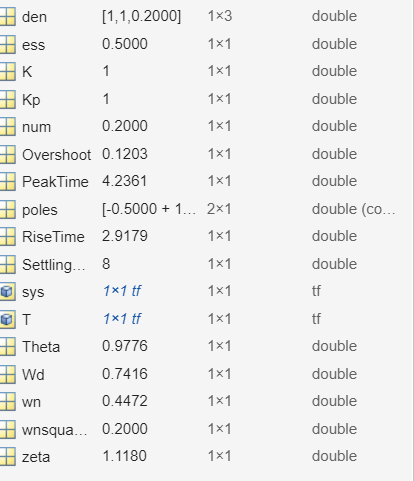 den [1,1,0.2000] 1×3 double
ess 0.5000 1×1 double
K 1 1×1 double
Kp 1 1×1 double
num 0.2000 1×1 double
Overshoot 0.1203 1×1 double
PeakTime 4.2361 1×1 double
poles [-0.5000 + 1... 2×1 double (co...
RiseTime 2.9179 1×1 double
Settling... 8 1×1 double
sys 1×1 tf 1×1 tf
T 1×1 tf 1×1 tf
Theta 0.9776 1×1 double
Wd 0.7416 1×1 double
wn 0.4472 1×1 double
wnsqua... 0.2000 1×1 double
zeta 1.1180 1×1 double